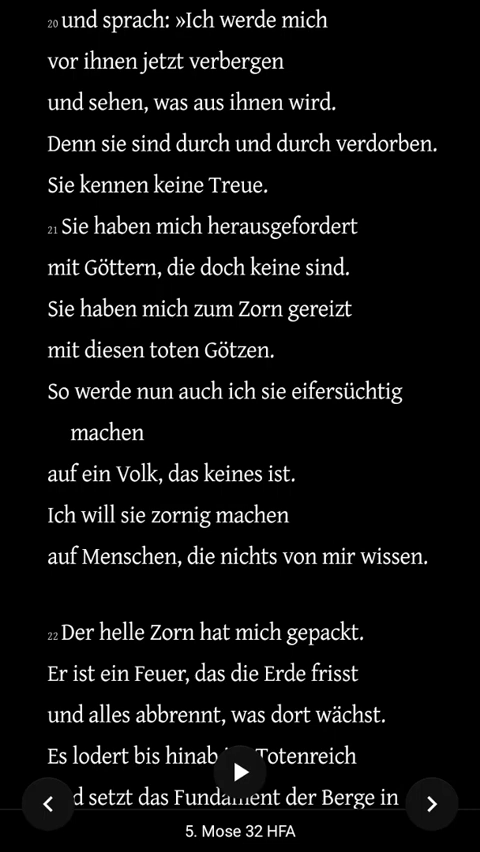 20 und sprach: »Ich werde mich
vor ihnen jetzt verbergen
und sehen, was aus ihnen wird.
Denn sie sind durch und durch verdorben.
Sie kennen keine Treue.
21 Sie haben mich herausgefordert
mit Göttern, die doch keine sind.
Sie haben mich zum Zorn gereizt
mit diesen toten Götzen.
So werde nun auch ich sie eifersüchtig
machen
auf ein Volk, das keines ist.
Ich will sie zornig machen
auf Menschen, die nichts von mir wissen.
22 Der helle Zorn hat mich gepackt.
Er ist ein Feuer, das die Erde frisst
und alles abbrennt, was dort wächst.
Es lodert bis hinab Totenreich
setzt das Fundament der Berge in
5. Mose 32 HFA